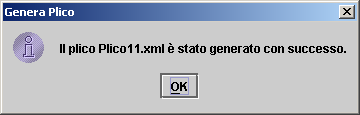 Genera Plico
Il plico Plico11.xml è stato generato con successo.
OK